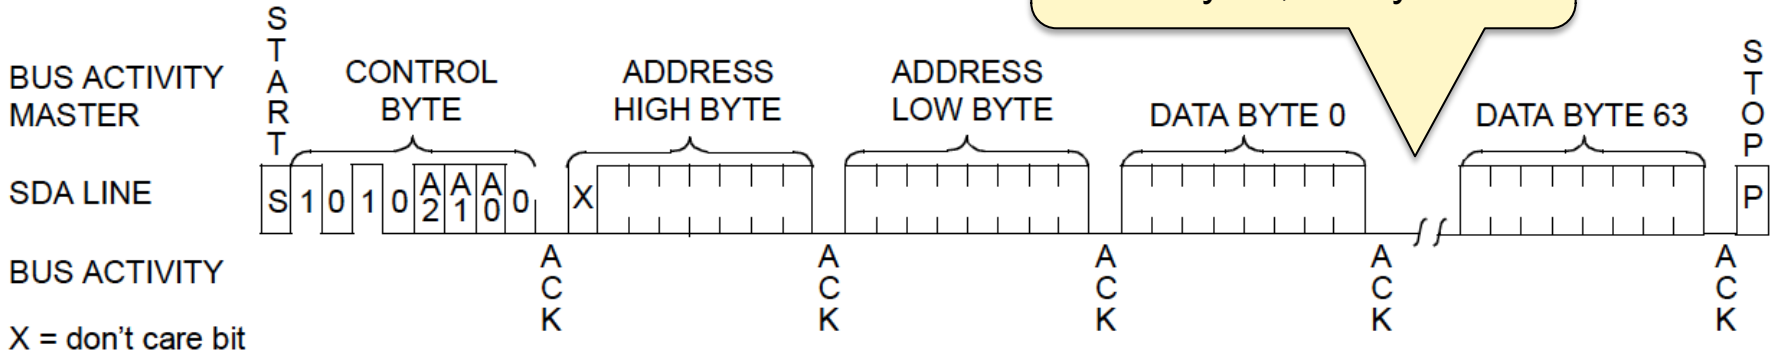 START
BUS ACTIVITY
MASTER
CONTROL
BYTE
ADDRESS
HIGH BYTE
ADDRESS
LOW BYTE
DATA BYTE 0
DATA BYTE 63
STOP
SDA LINE
S 1 0 1 0 A2 A1 A0 0
X
P
BUS ACTIVITY
ACK
ACK
ACK
ACK
ACK
X = don't care bit